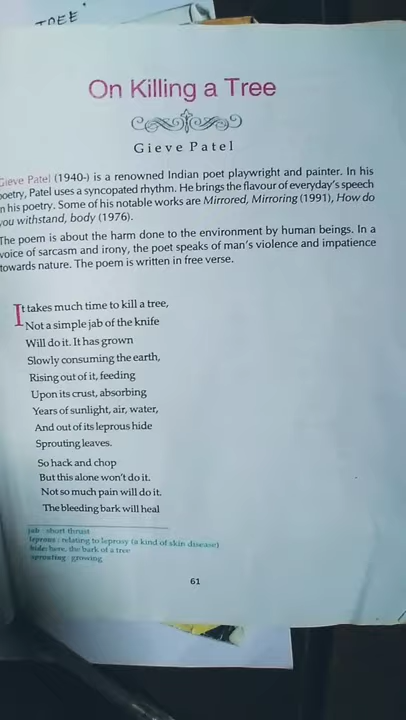 TREE
On Killing a Tree
Gieve Patel
Gieve Patel (1940-) is a renowned Indian poet playwright and painter. In his
poetry, Patel uses a syncopated rhythm. He brings the flavour of everyday's speech
in his poetry. Some of his notable works are Mirrored, Mirroring (1991), How do
you withstand, body (1976).
The poem is about the harm done to the environment by human beings. In a
voice of sarcasm and irony, the poet speaks of man's violence and impatience
towards nature. The poem is written in free verse.
It takes much time to kill a tree,
Not a simple jab of the knife
Will do it. It has grown
Slowly consuming the earth,
Rising out of it, feeding
Upon its crust, absorbing
Years of sunlight, air, water,
And out of its leprous hide
Sprouting leaves.
So hack and chop
But this alone won't do it.
Not so much pain will do it.
The bleeding bark will heal
jab : short thrust
leprous : relating to leprosy (a kind of skin disease)
hide: here, the bark of a tree
sprouting : growing
61